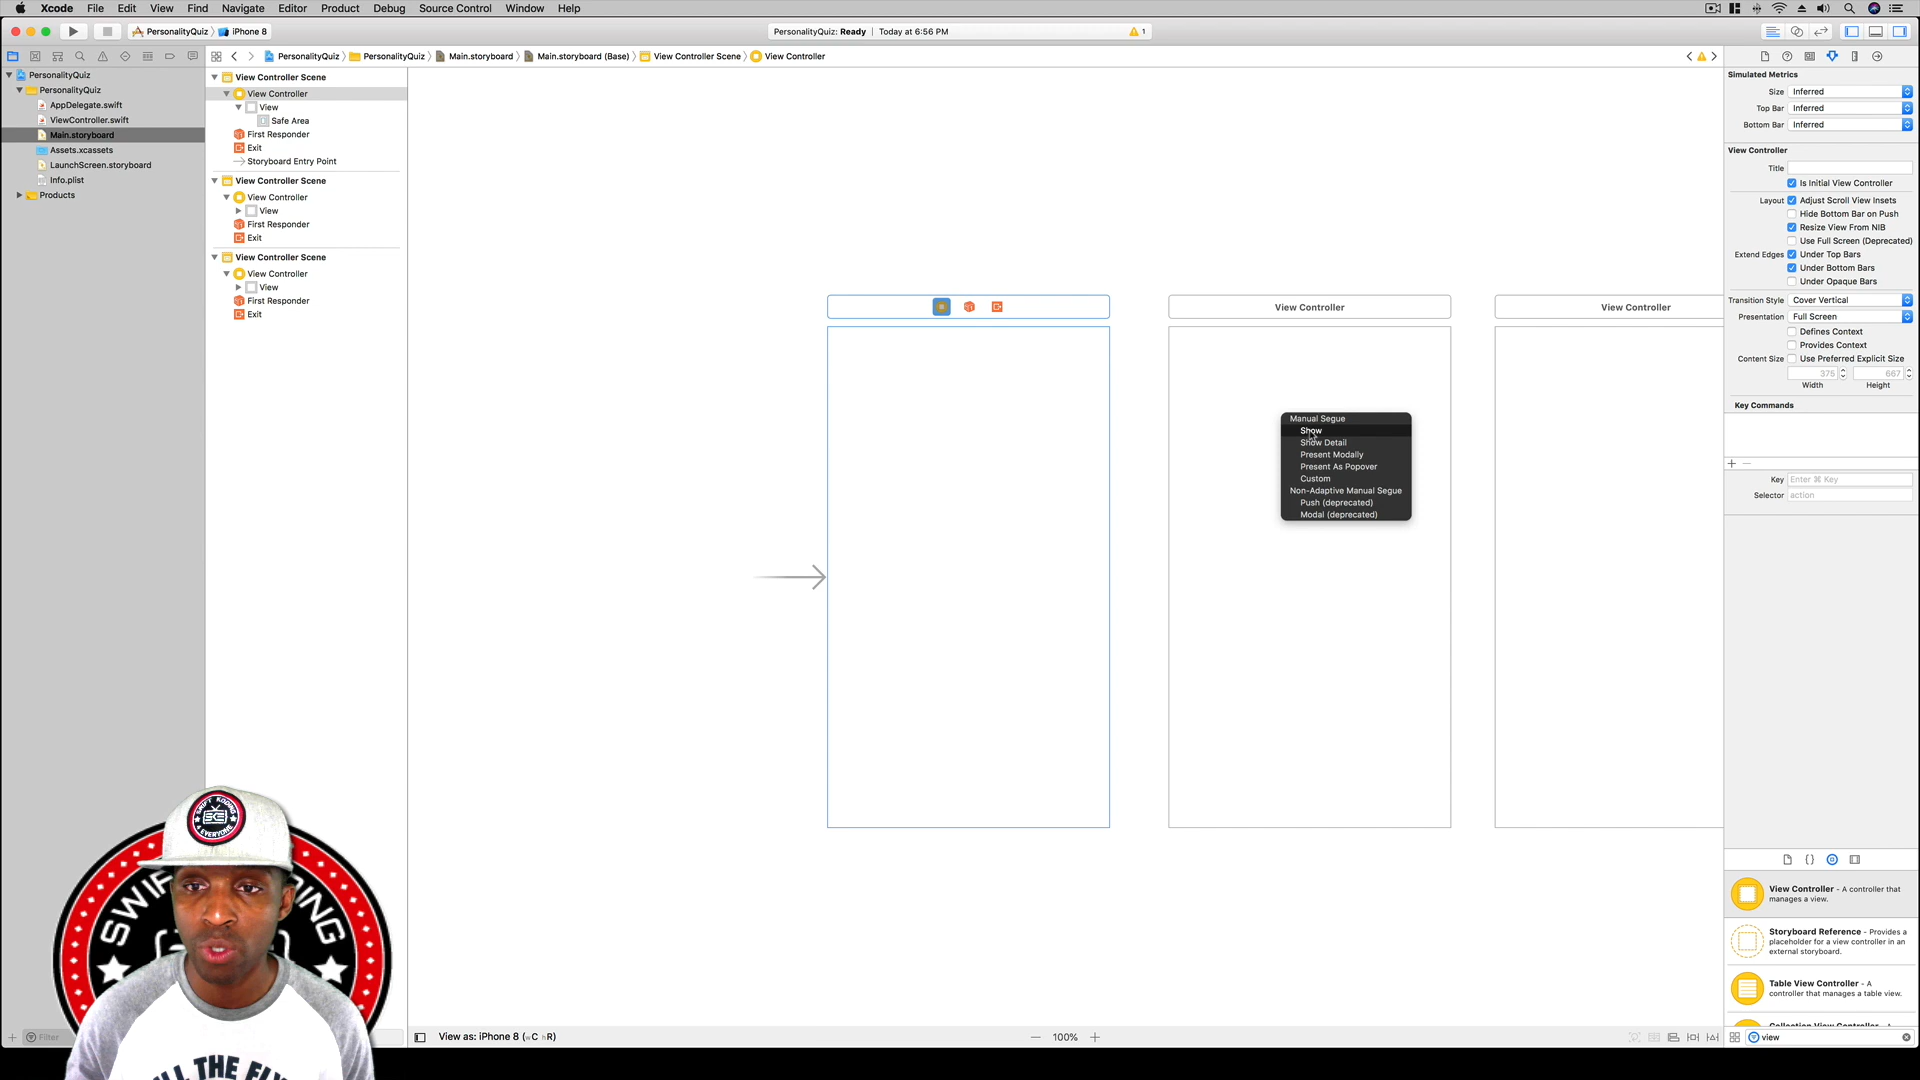 Xcode File Edit View Find Navigate Editor Product Debug Source Control Window Help
PersonalityQuiz iPhone 8
PersonalityQuiz: Ready Today at 6:56 PM 1
PersonalityQuiz PersonalityQuiz Main.storyboard Main.storyboard (Base) View Controller Scene View Controller
PersonalityQuiz
PersonalityQuiz
AppDelegate.swift
ViewController.swift
Main.storyboard
Assets.xcassets
LaunchScreen.storyboard
Info.plist
Products
Filter
View Controller Scene
View Controller
View
Safe Area
First Responder
Exit
Storyboard Entry Point
View Controller Scene
View Controller
View
First Responder
Exit
View Controller Scene
View Controller
View
First Responder
Exit
View Controller
View Controller
Manual Segue
Show
Show Detail
Present Modally
Present As Popover
Custom
Non-Adaptive Manual Segue
Push (deprecated)
Modal (deprecated)
View as: iPhone 8 (wC hR)
100%
Simulated Metrics
Size Inferred
Top Bar Inferred
Bottom Bar Inferred
View Controller
Title
Is Initial View Controller
Layout Adjust Scroll View Insets
Hide Bottom Bar on Push
Resize View From NIB
Use Full Screen (Deprecated)
Extend Edges Under Top Bars
Under Bottom Bars
Under Opaque Bars
Transition Style Cover Vertical
Presentation Full Screen
Defines Context
Provides Context
Content Size Use Preferred Explicit Size
375 667
Width Height
Key Commands
Key Enter ⌘ Key
Selector action
View Controller - A controller that
manages a view.
Storyboard Reference - Provides a
placeholder for a view controller in an
external storyboard.
Table View Controller - A
controller that manages a table view.
Collection View Controller - A
view
SWIFT KODING
4 EVERYONE